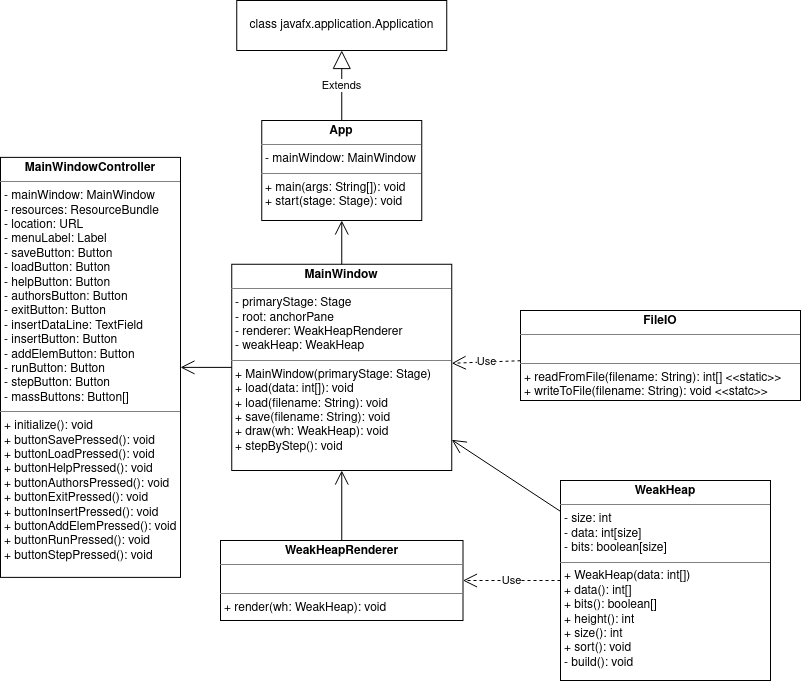 class javafx.application.Application
Extends
App
- mainWindow: MainWindow
+ main(args: String[]): void
+ start(stage: Stage): void
MainWindowController
- mainWindow: MainWindow
- resources: ResourceBundle
- location: URL
- menuLabel: Label
- saveButton: Button
- loadButton: Button
- helpButton: Button
- authorsButton: Button
- exitButton: Button
- insertDataLine: TextField
- insertButton: Button
- addElemButton: Button
- runButton: Button
- stepButton: Button
- massButtons: Button[]
+ initialize(): void
+ buttonSavePressed(): void
+ buttonLoadPressed(): void
+ buttonHelpPressed(): void
+ buttonAuthorsPressed(): void
+ buttonExitPressed(): void
+ buttonInsertPressed(): void
+ buttonAddElemPressed(): void
+ buttonRunPressed(): void
+ buttonStepPressed(): void
MainWindow
- primaryStage: Stage
- root: anchorPane
- renderer: WeakHeapRenderer
- weakHeap: WeakHeap
+ MainWindow(primaryStage: Stage)
+ load(data: int[]): void
+ load(filename: String): void
+ save(filename: String): void
+ draw(wh: WeakHeap): void
+ stepByStep(): void
Use
FileIO
+ readFromFile(filename: String): int[] <<static>>
+ writeToFile(filename: String): void <<statc>>
WeakHeapRenderer
+ render(wh: WeakHeap): void
Use
WeakHeap
- size: int
- data: int[size]
- bits: boolean[size]
+ WeakHeap(data: int[])
+ data(): int[]
+ bits(): boolean[]
+ height(): int
+ size(): int
+ sort(): void
- build(): void